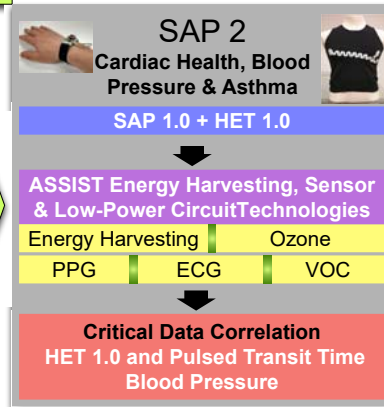 SAP 2
Cardiac Health, Blood
Pressure & Asthma
SAP 1.0 + HET 1.0
ASSIST Energy Harvesting, Sensor
& Low-Power CircuitTechnologies
Energy Harvesting Ozone
PPG ECG VOC
Critical Data Correlation
HET 1.0 and Pulsed Transit Time
Blood Pressure